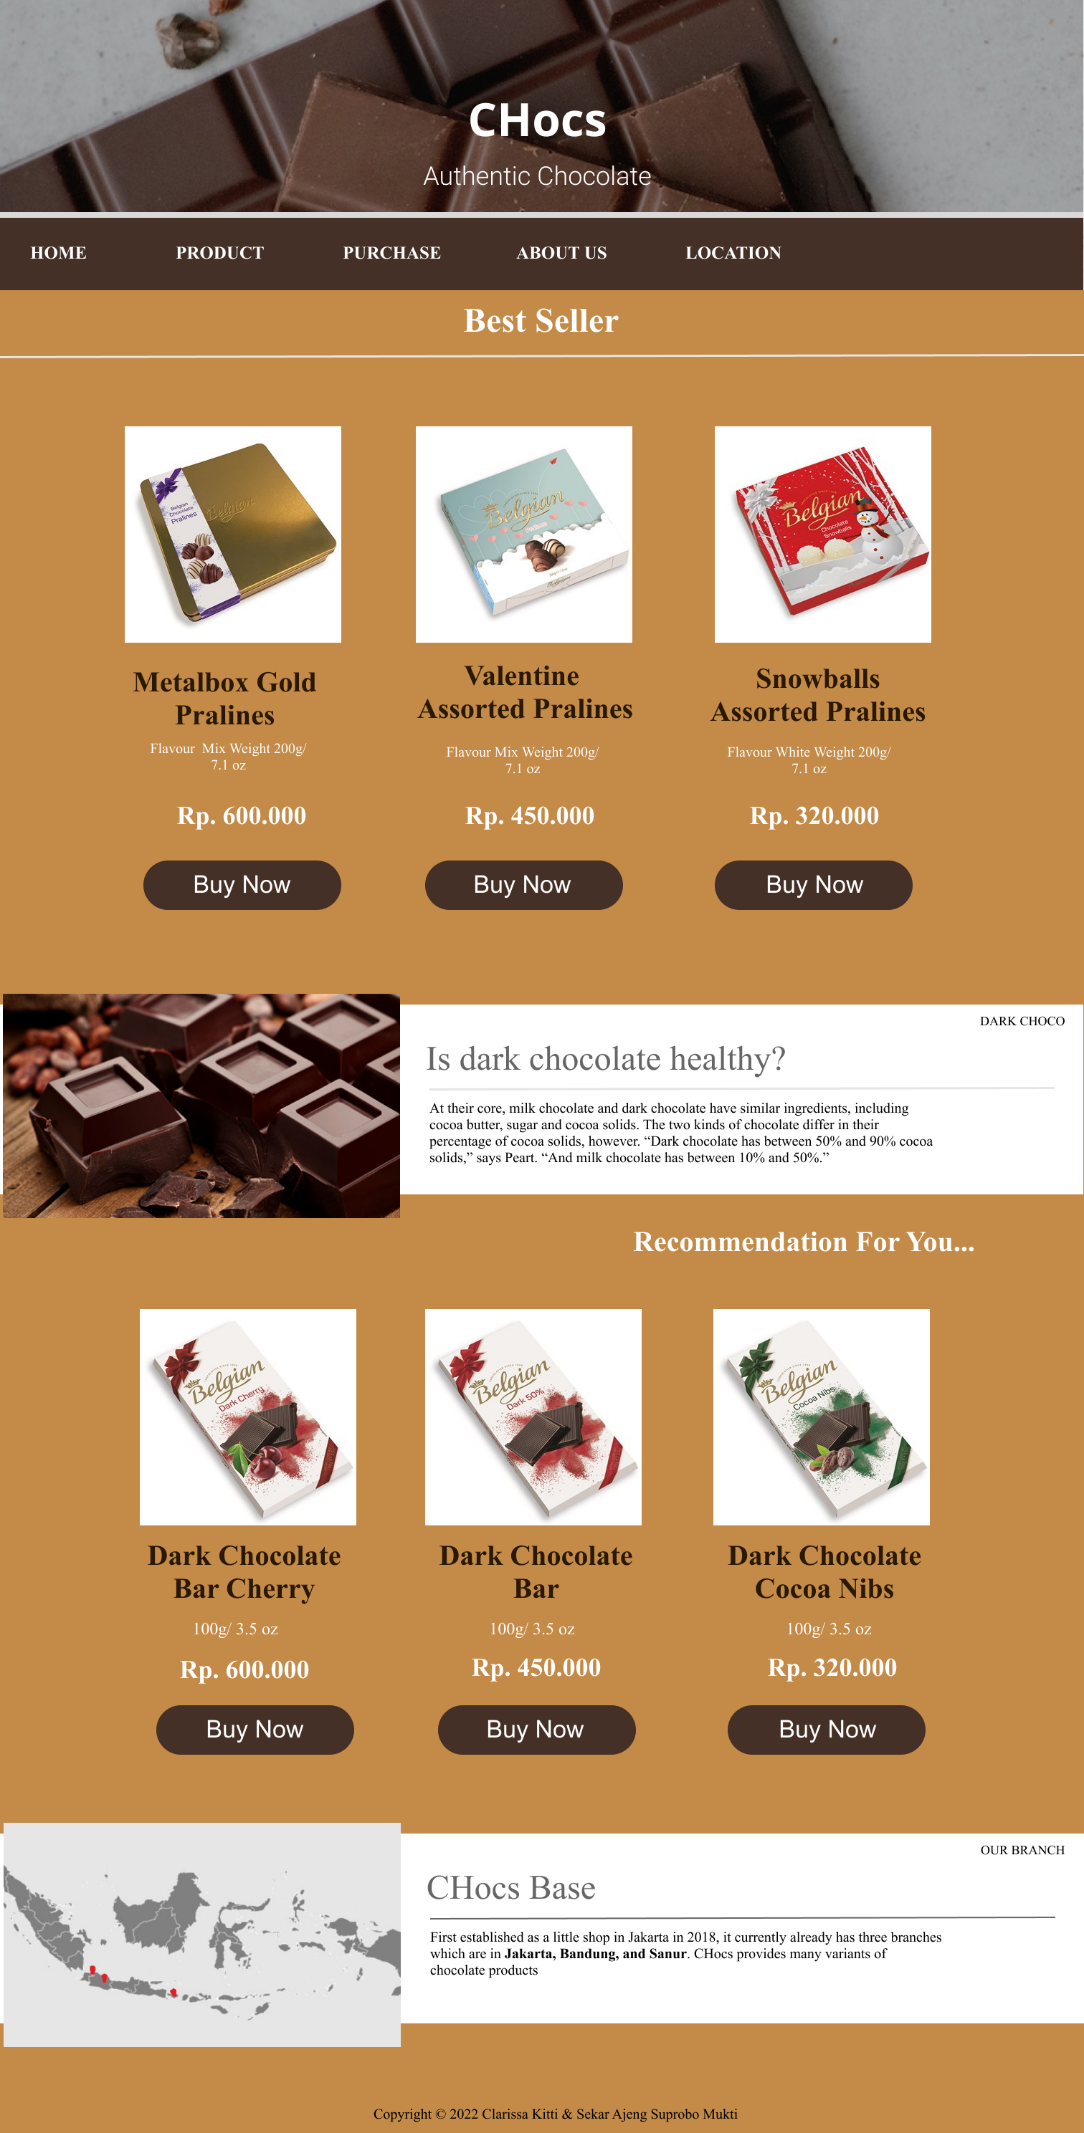 CHocs
Authentic Chocolate
HOME PRODUCT PURCHASE ABOUT US LOCATION
Best Seller
Belgian
Belgian
Chocolate
Pralines
Belgian
Pralines
Belgian
Chocolate
Snowballs
Metalbox Gold
Pralines
Flavour Mix Weight 200g/
7.1 oz
Rp. 600.000
Buy Now
Valentine
Assorted Pralines
Flavour Mix Weight 200g/
7.1 oz
Rp. 450.000
Buy Now
Snowballs
Assorted Pralines
Flavour White Weight 200g/
7.1 oz
Rp. 320.000
Buy Now
DARK CHOCO
Is dark chocolate healthy?
At their core, milk chocolate and dark chocolate have similar ingredients, including
cocoa butter, sugar and cocoa solids. The two kinds of chocolate differ in their
percentage of cocoa solids, however. “Dark chocolate has between 50% and 90% cocoa
solids,” says Peart. “And milk chocolate has between 10% and 50%.”
Recommendation For You...
Belgian
Dark Cherry
Belgian
Dark 50%
Belgian
Cocoa Nibs
Dark Chocolate
Bar Cherry
100g/ 3.5 oz
Rp. 600.000
Buy Now
Dark Chocolate
Bar
100g/ 3.5 oz
Rp. 450.000
Buy Now
Dark Chocolate
Cocoa Nibs
100g/ 3.5 oz
Rp. 320.000
Buy Now
OUR BRANCH
CHocs Base
First established as a little shop in Jakarta in 2018, it currently already has three branches
which are in Jakarta, Bandung, and Sanur. CHocs provides many variants of
chocolate products
Copyright © 2022 Clarissa Kitti & Sekar Ajeng Suprobo Mukti